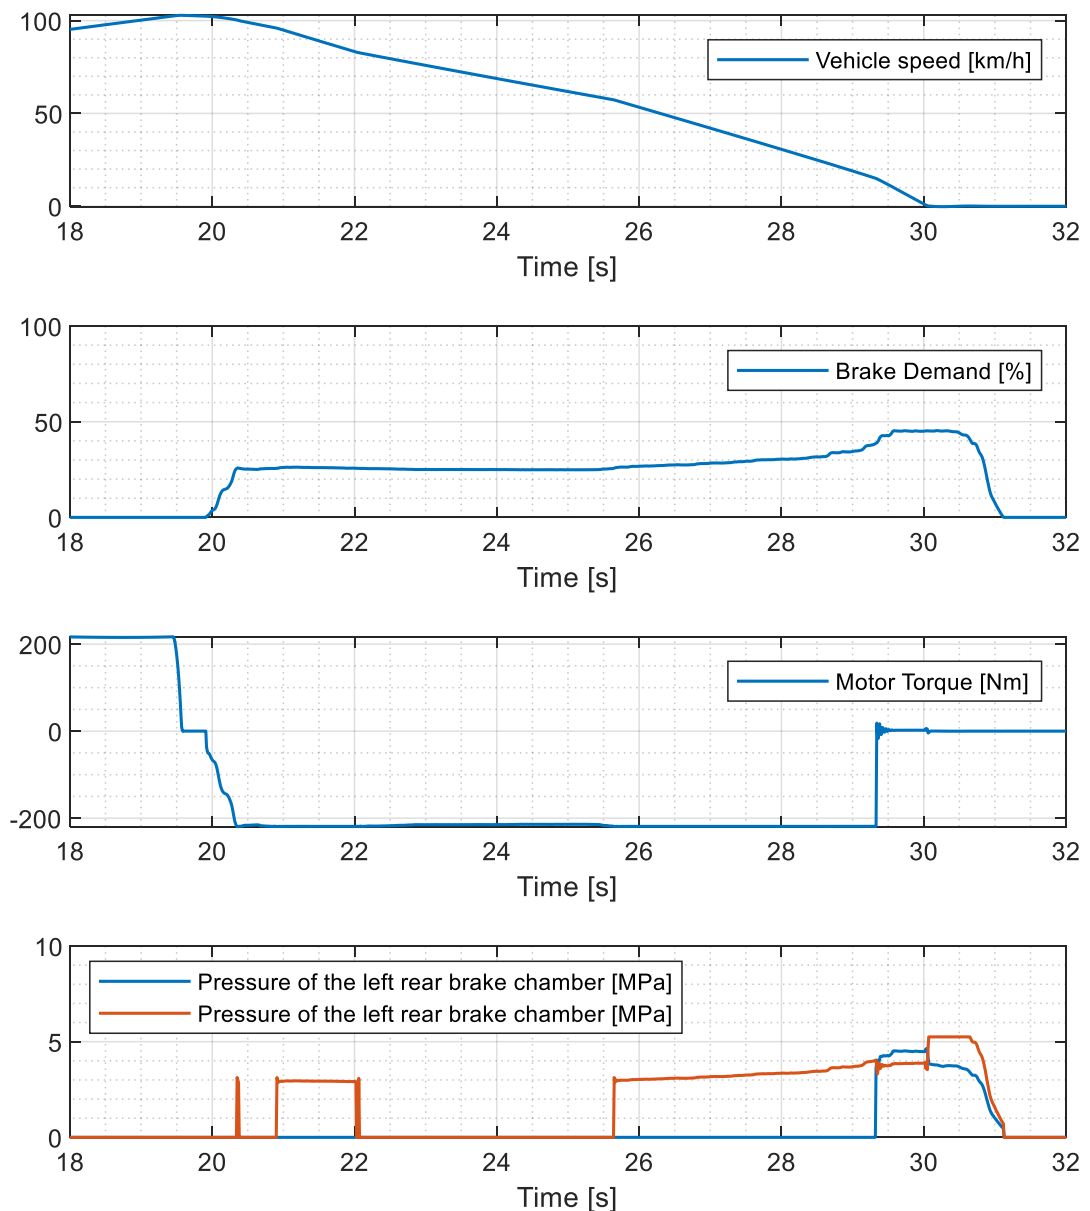 100
50
0
Vehicle speed [km/h]
18 20 22 24 26 28 30 32
Time [s]
100
50
0
Brake Demand [%]
18 20 22 24 26 28 30 32
Time [s]
200
0
-200
Motor Torque [Nm]
18 20 22 24 26 28 30 32
Time [s]
10
5
0
Pressure of the left rear brake chamber [MPa]
Pressure of the left rear brake chamber [MPa]
18 20 22 24 26 28 30 32
Time [s]